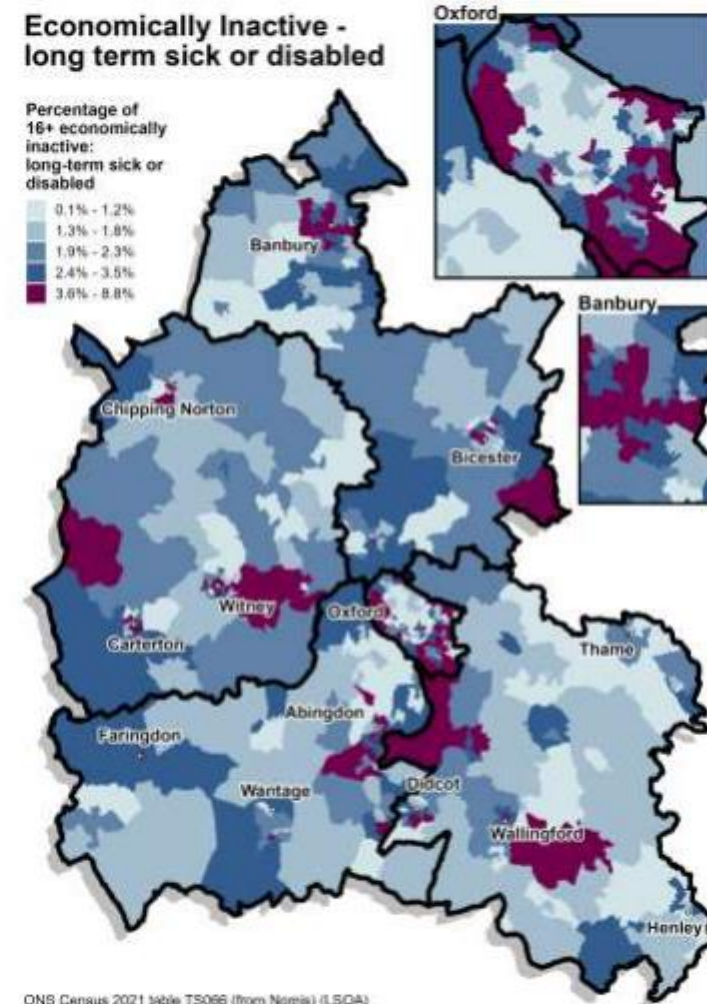 Economically Inactive -
long term sick or disabled
Percentage of
16+ economically
inactive:
long-term sick or
disabled
0.1% - 1.2%
1.3% - 1.8%
1.9% - 2.3%
2.4% - 3.5%
3.6% - 8.8%
Oxford
Banbury
Banbury
Chipping Norton
Bicester
Witney
Oxford
Carterton
Thame
Abingdon
Faringdon
Wantage
Didcot
Wallingford
Henley
ONS Census 2021 table TS066 (from Nomis) (LSOA)